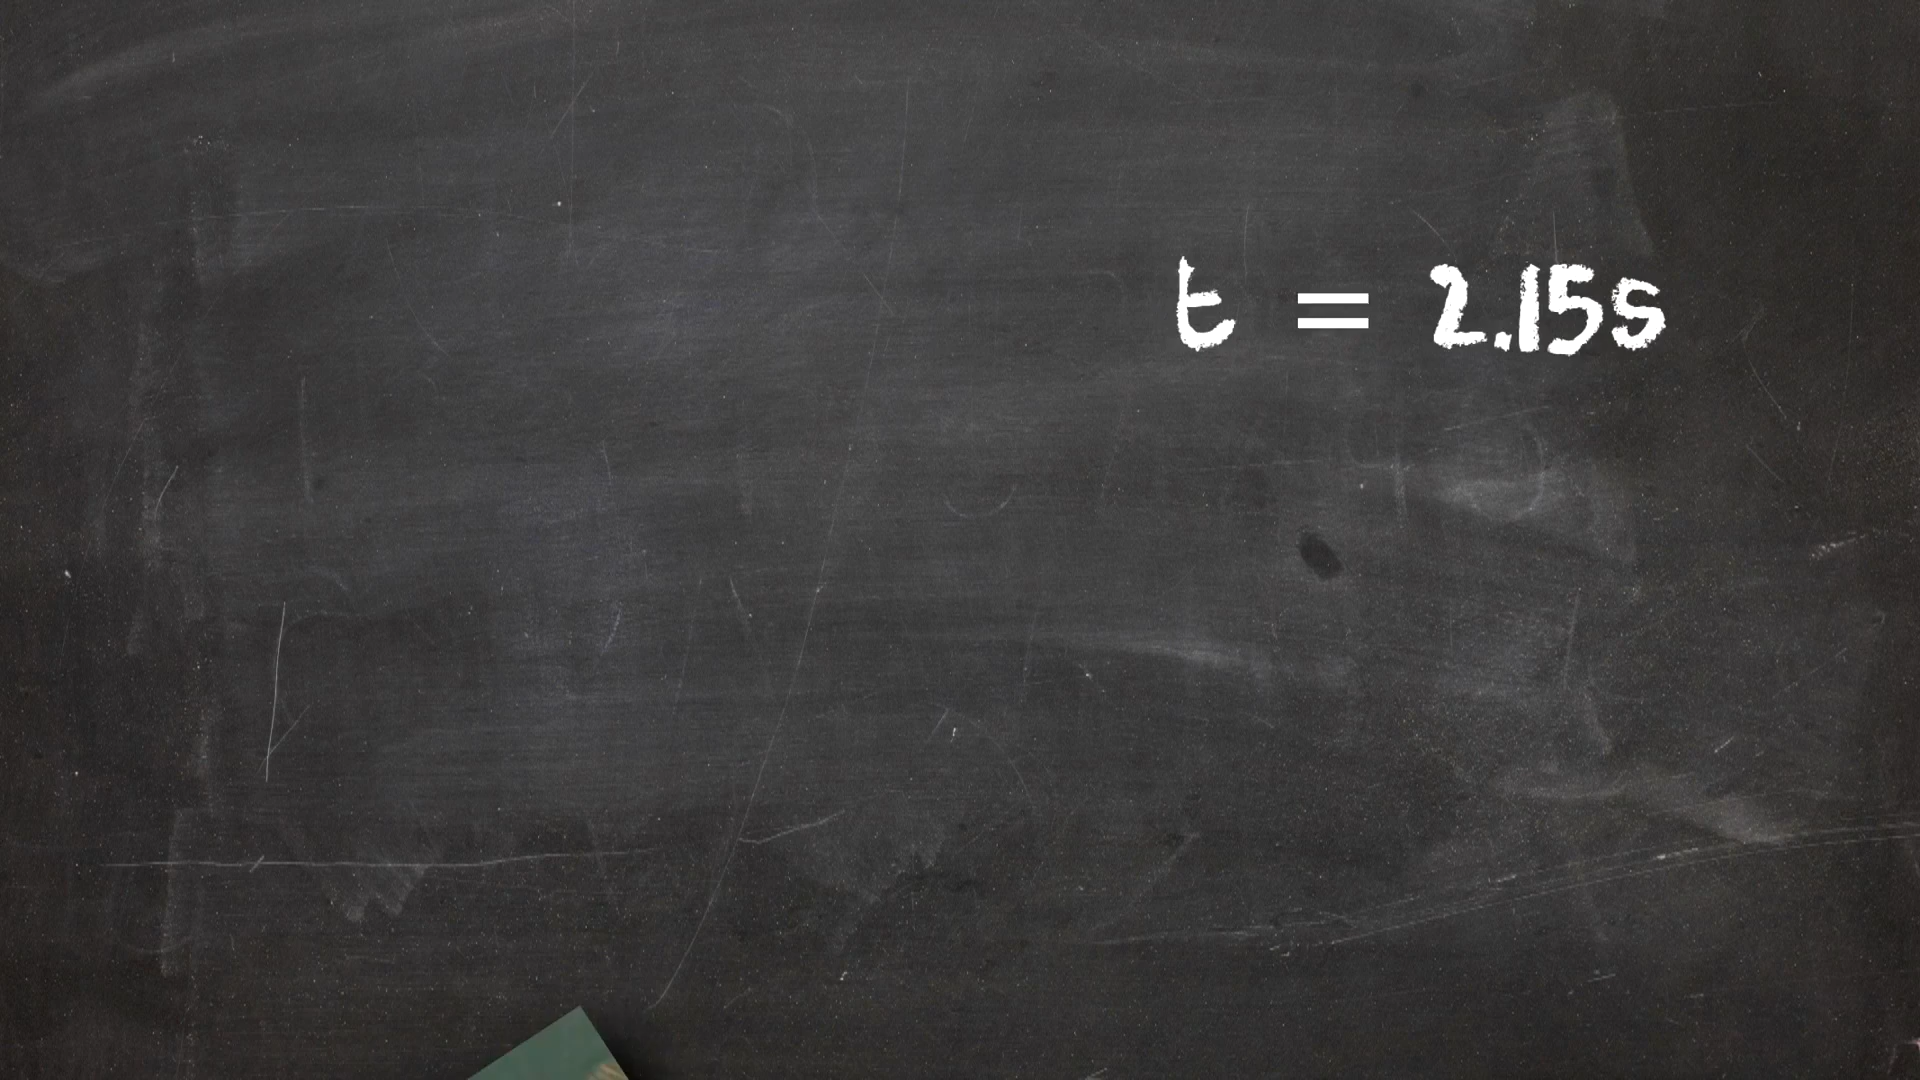 t = 2.15s